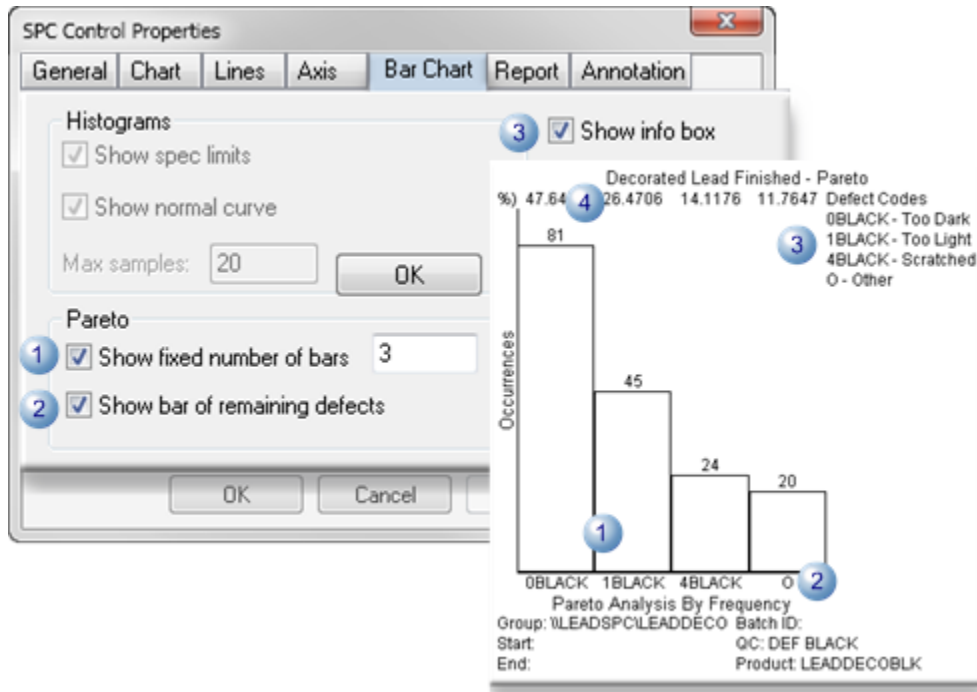 SPC Control Properties
General Chart Lines Axis Bar Chart Report Annotation
Histograms
Show spec limits
Show normal curve
Max samples: 20
OK
3 Show info box
Pareto
1 Show fixed number of bars 3
2 Show bar of remaining defects
OK Cancel
Decorated Lead Finished - Pareto
%) 47.64 4 26.4706 14.1176 11.7647 Defect Codes
0BLACK - Too Dark
3 1BLACK - Too Light
4BLACK - Scratched
O - Other
81
45
24
20
Occurrences
1
0BLACK 1BLACK 4BLACK O 2
Pareto Analysis By Frequency
Group: \\LEADSPC\LEADDECO Batch ID:
Start: QC: DEF BLACK
End: Product: LEADDECOBLK